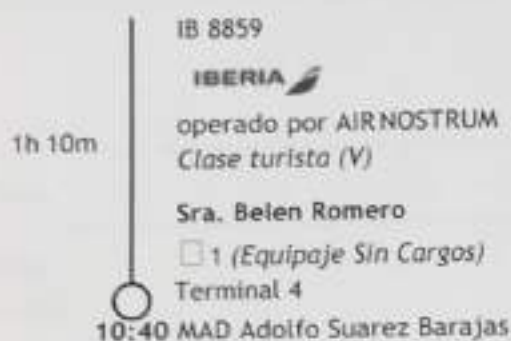 IB 8859
IBERIA
operado por AIR NOSTRUM
1h 10m
Clase turista (V)
Sra. Belen Romero
1 (Equipaje Sin Cargos)
Terminal 4
10:40 MAD Adolfo Suarez Barajas